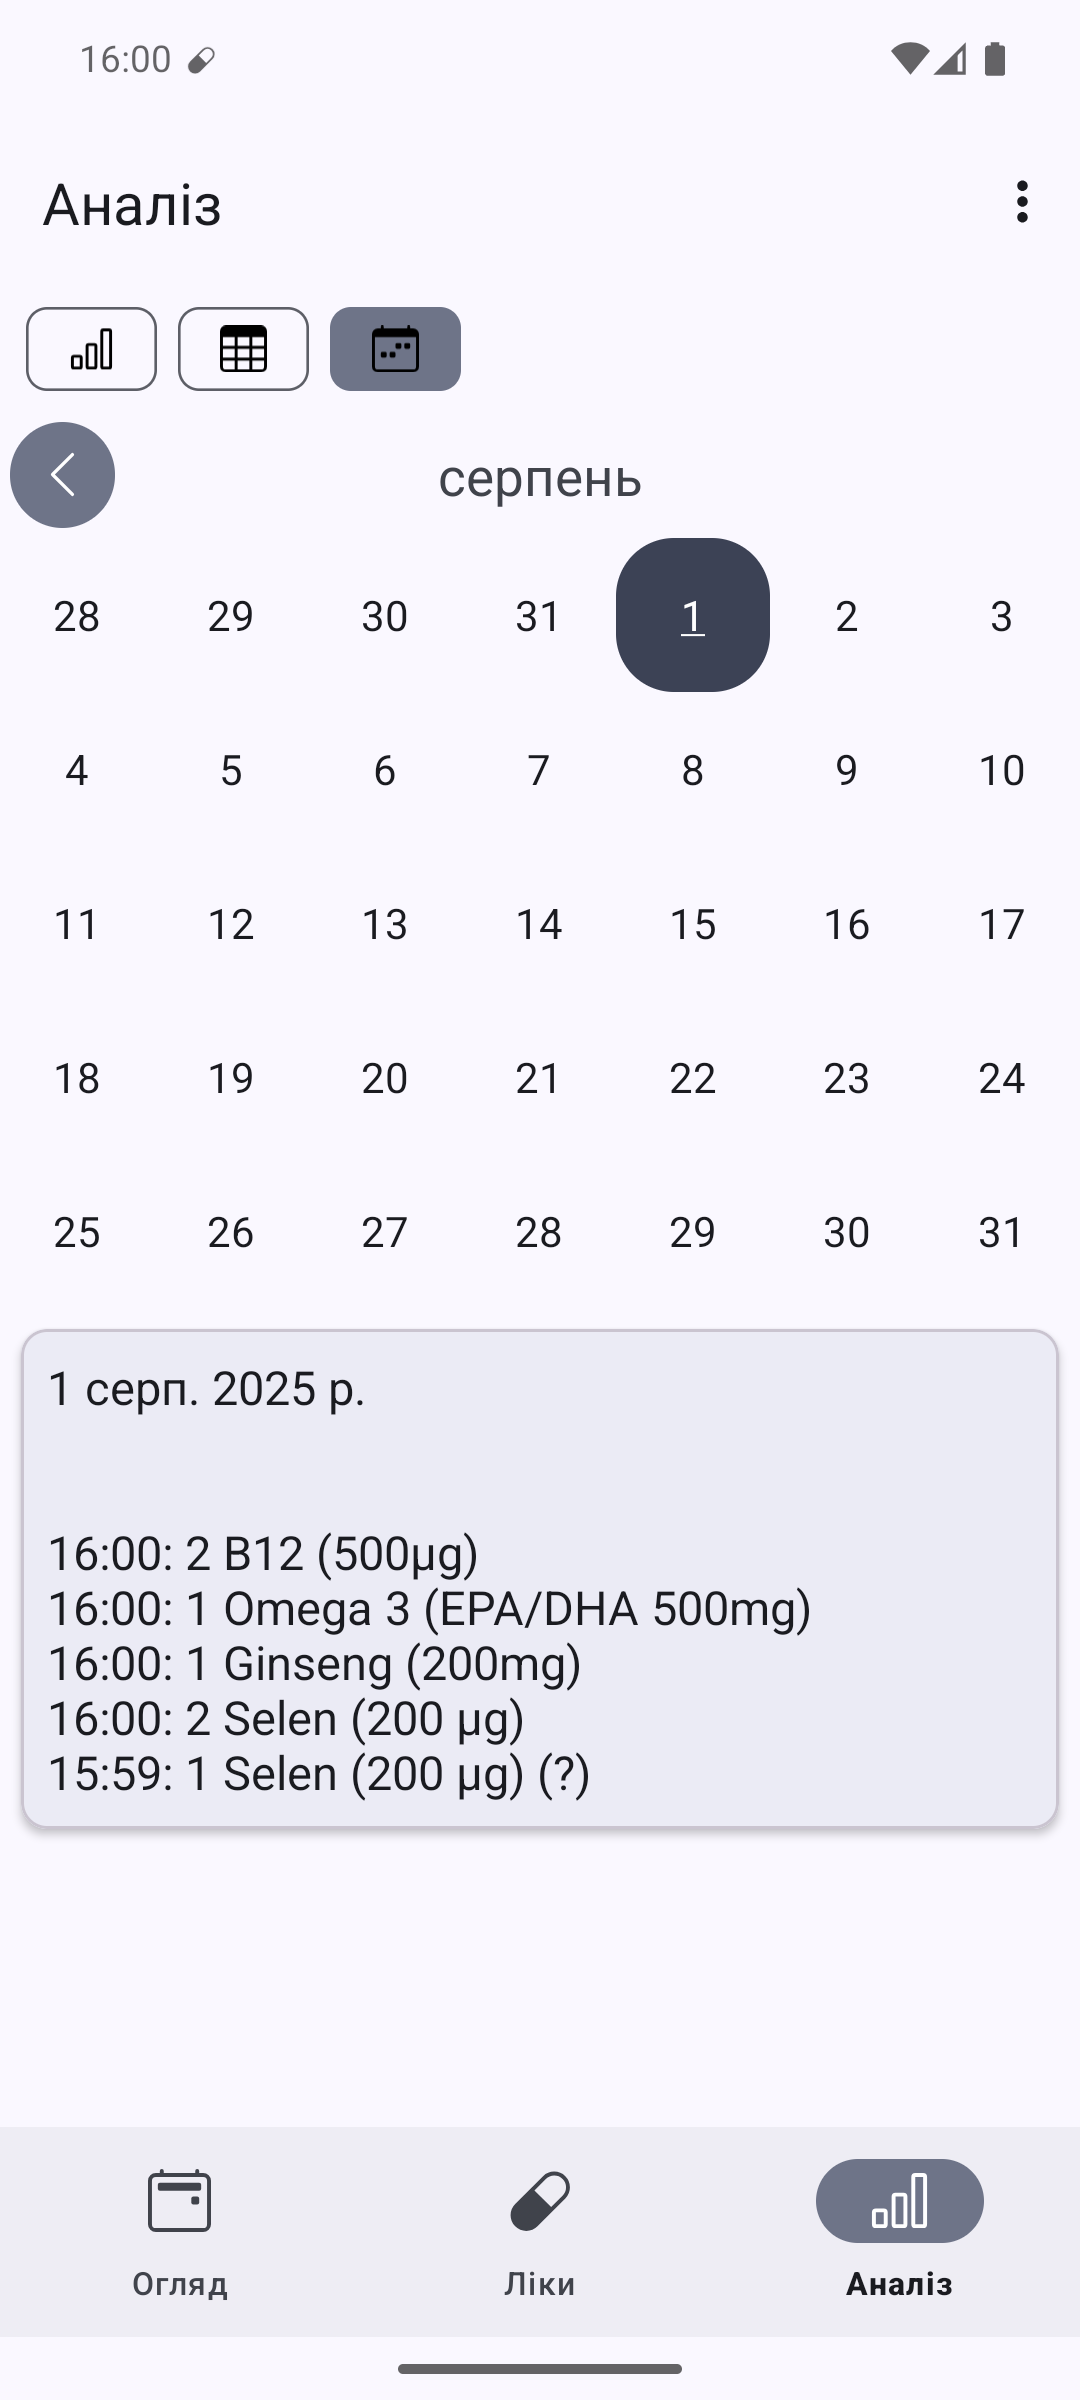 16:00
Аналіз
серпень
28 29 30 31 1 2 3
4 5 6 7 8 9 10
11 12 13 14 15 16 17
18 19 20 21 22 23 24
25 26 27 28 29 30 31
1 серп. 2025 р.
16:00: 2 B12 (500µg)
16:00: 1 Omega 3 (EPA/DHA 500mg)
16:00: 1 Ginseng (200mg)
16:00: 2 Selen (200 µg)
15:59: 1 Selen (200 µg) (?)
Огляд Ліки Аналіз